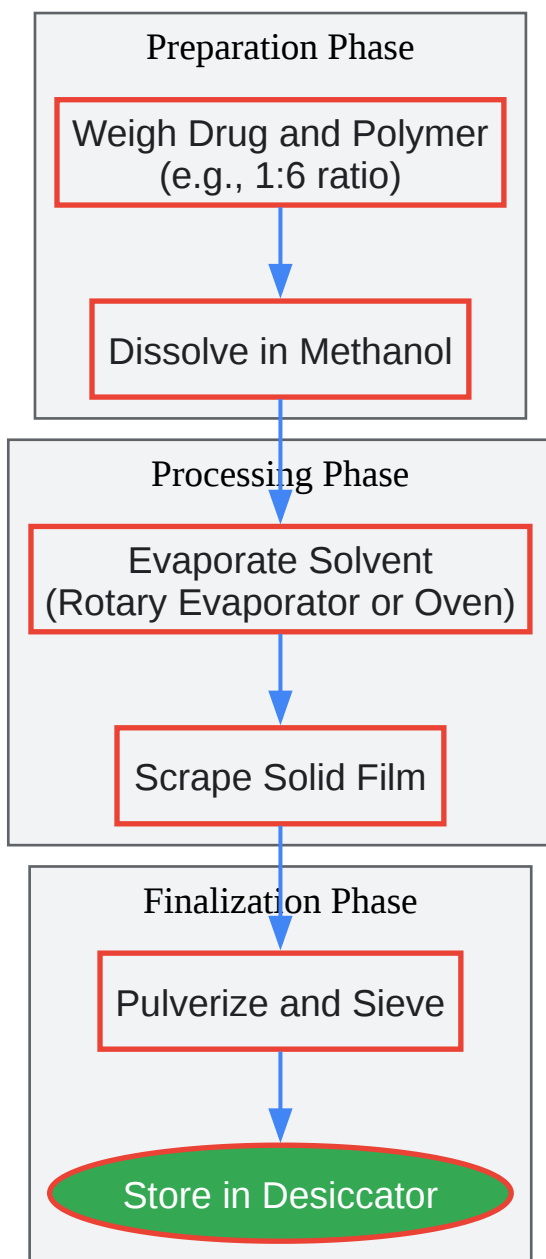 Preparation Phase
Weigh Drug and Polymer
(e.g., 1:6 ratio)
Dissolve in Methanol
Processing Phase
Evaporate Solvent
(Rotary Evaporator or Oven)
Scrape Solid Film
Finalization Phase
Pulverize and Sieve
Store in Desiccator